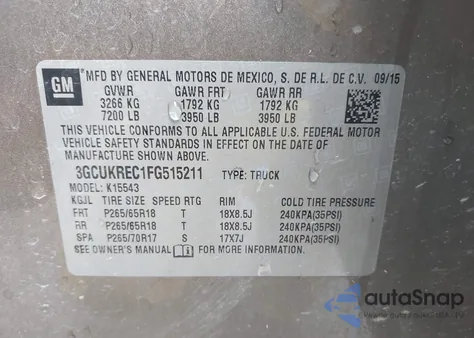 GM
MFD BY GENERAL MOTORS DE MEXICO, S. DE R.L. DE C.V. 09/15
GVWR GAWR FRT GAWR RR
3266 KG 1792 KG 1792 KG
7200 LB 3950 LB 3950 LB
THIS VEHICLE CONFORMS TO ALL APPLICABLE U.S. FEDERAL MOTOR
VEHICLE SAFETY STANDARDS IN EFFECT ON THE DATE OF
MANUFACTURE SHOWN ABOVE.
3GCUKREC1FG515211 TYPE: TRUCK
MODEL: K15543
KGJL TIRE SIZE SPEED RTG RIM COLD TIRE PRESSURE
FRT P265/65R18 T 18X8.5J 240KPA(35PSI)
RR P265/65R18 T 18X8.5J 240KPA(35PSI)
SPA P265/70R17 S 17X7J 240KPA(35PSI)
SEE OWNER'S MANUAL FOR MORE INFORMATION.
autoSnap